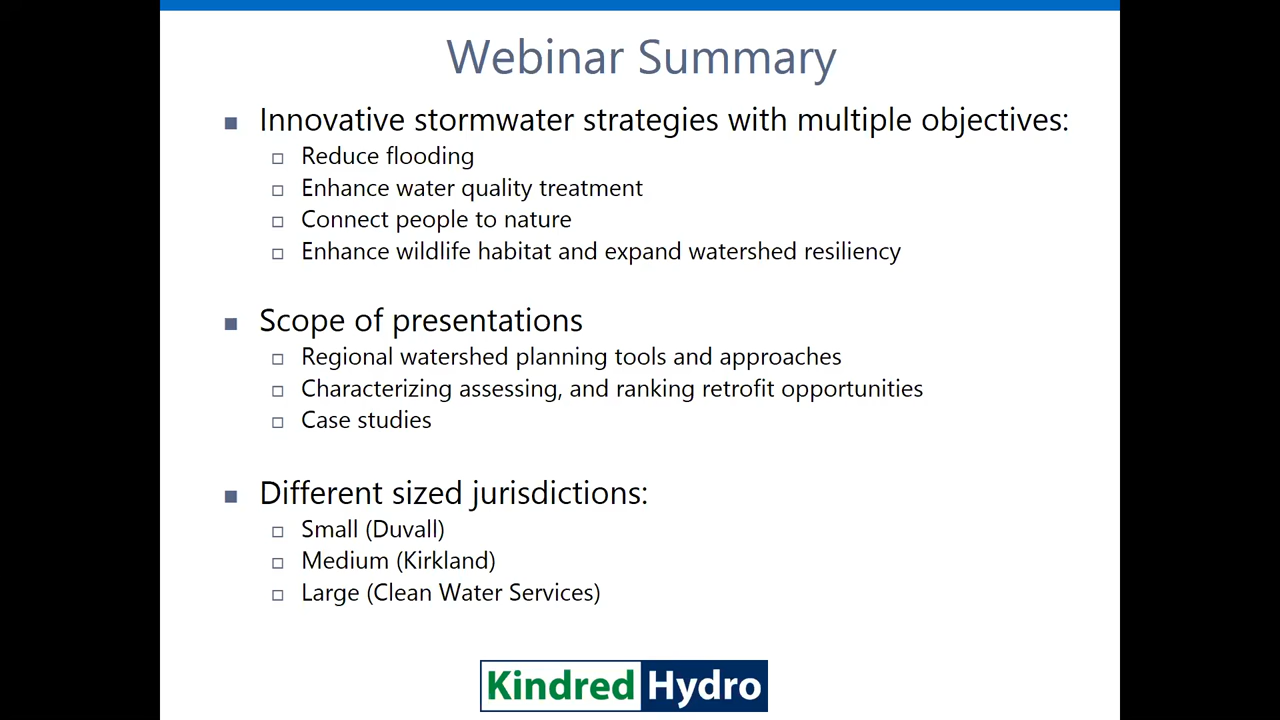 Webinar Summary
Innovative stormwater strategies with multiple objectives:
Reduce flooding
Enhance water quality treatment
Connect people to nature
Enhance wildlife habitat and expand watershed resiliency
Scope of presentations
Regional watershed planning tools and approaches
Characterizing assessing, and ranking retrofit opportunities
Case studies
Different sized jurisdictions:
Small (Duvall)
Medium (Kirkland)
Large (Clean Water Services)
Kindred Hydro